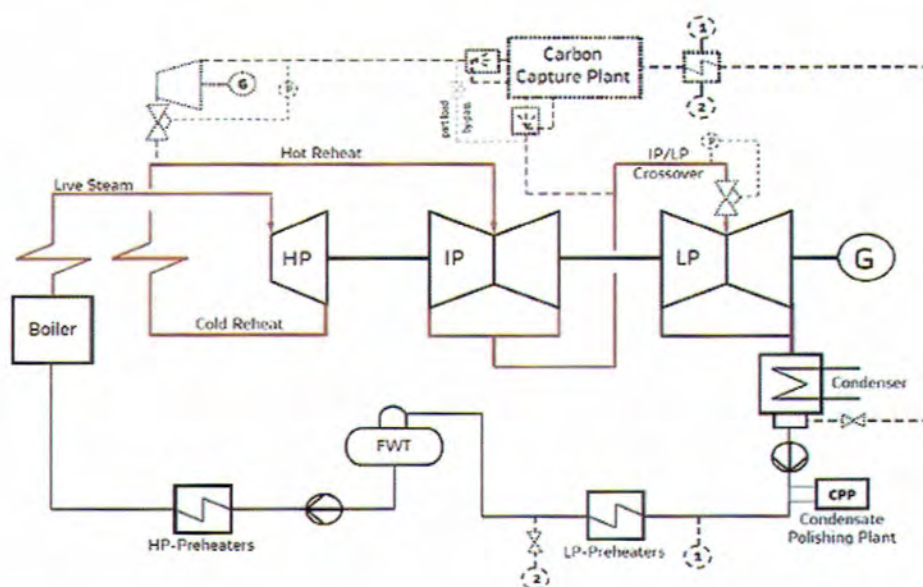 1
Carbon
Capture Plant
G
2
part load
bypass
Hot Reheat
IP/LP
Crossover
Live Steam
HP
IP
LP
G
Boiler
Cold Reheat
Condenser
FWT
CPP
Condensate
Polishing Plant
HP-Preheaters
LP-Preheaters
1
2